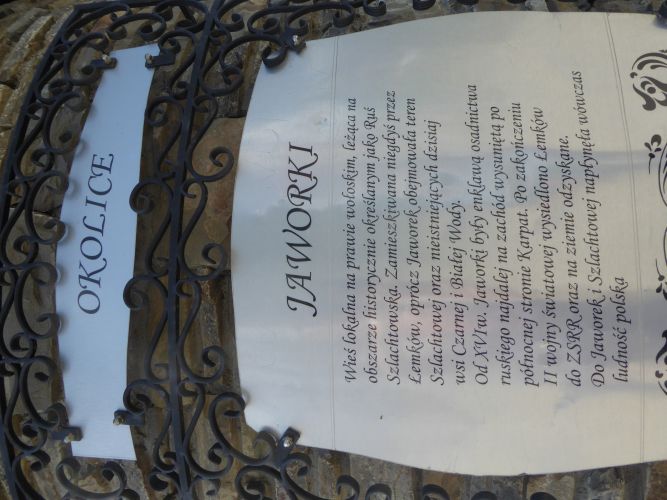 OKOLICE
JAWORKI
Wieś lokalna na prawie wołoskim, leżąca na
obszarze historycznie określanym jako Ruś
Szlachtowska. Zamieszkiwana niegdyś przez
Łemków, oprócz Jaworek obejmowała teren
Szlachtowej oraz nieistniejących dzisiaj
wsi Czarnej i Białej Wody.
Od XVIw. Jaworki były enklawą osadnictwa
ruskiego najdalej na zachód wysuniętą po
północnej stronie Karpat. Po zakończeniu
II wojny światowej wysiedlono Łemków
do ZSRR oraz na ziemie odzyskane.
Do Jaworek i Szlachtowej napłynęła wówczas
ludność polska